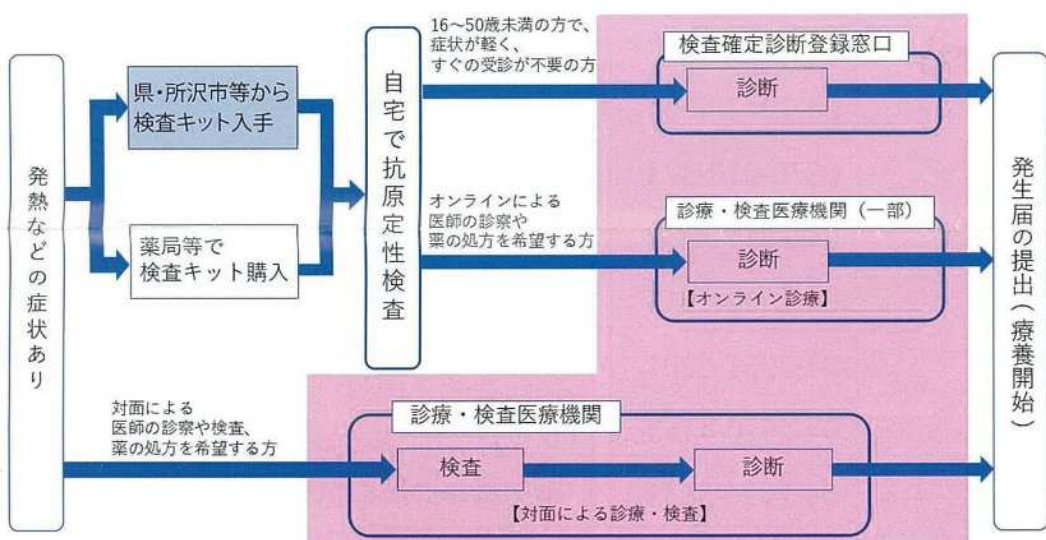 発熱などの症状あり
県・所沢市等から
検査キット入手
薬局等で
検査キット購入
自宅で抗原定性検査
16～50歳未満の方で、
症状が軽く、
すぐの受診が不要の方
検査確定診断登録窓口
診断
オンラインによる
医師の診察や
薬の処方を希望する方
診療・検査医療機関（一部）
診断
【オンライン診療】
対面による
医師の診察や検査、
薬の処方を希望する方
診療・検査医療機関
検査
診断
【対面による診療・検査】
発生届の提出（療養開始）